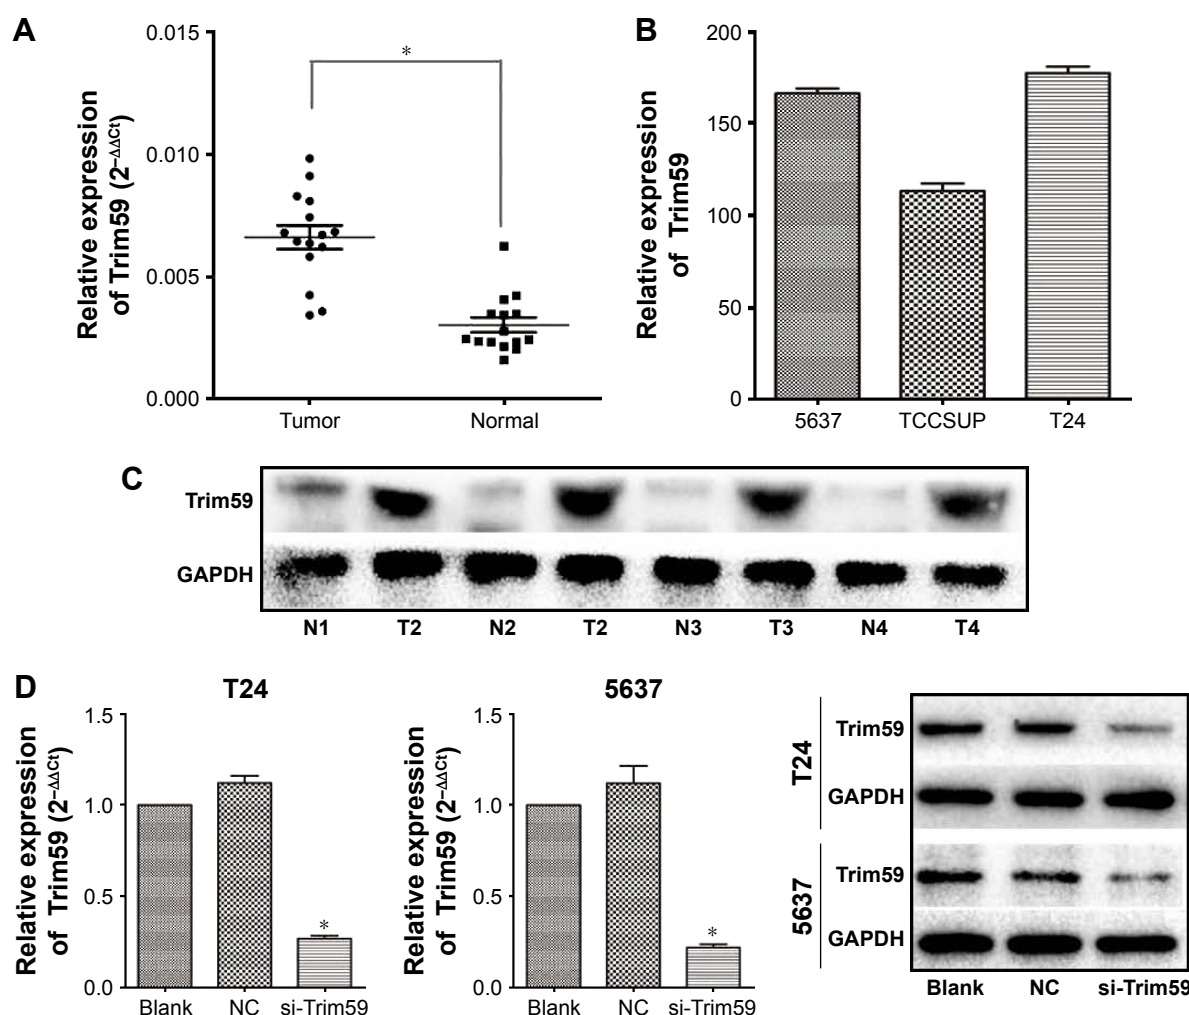 A
0.015
0.010
0.005
0.000
Relative expression
of Trim59 (2⁻ΔΔCt)
*
Tumor Normal
B
200
150
100
50
0
Relative expression
of Trim59
5637 TCCSUP T24
C
Trim59
GAPDH
N1 T2 N2 T2 N3 T3 N4 T4
D
T24
1.5
1.0
0.5
0.0
Relative expression
of Trim59 (2⁻ΔΔCt)
*
Blank NC si-Trim59
5637
1.5
1.0
0.5
0.0
Relative expression
of Trim59 (2⁻ΔΔCt)
*
Blank NC si-Trim59
T24
Trim59
GAPDH
5637
Trim59
GAPDH
Blank NC si-Trim59